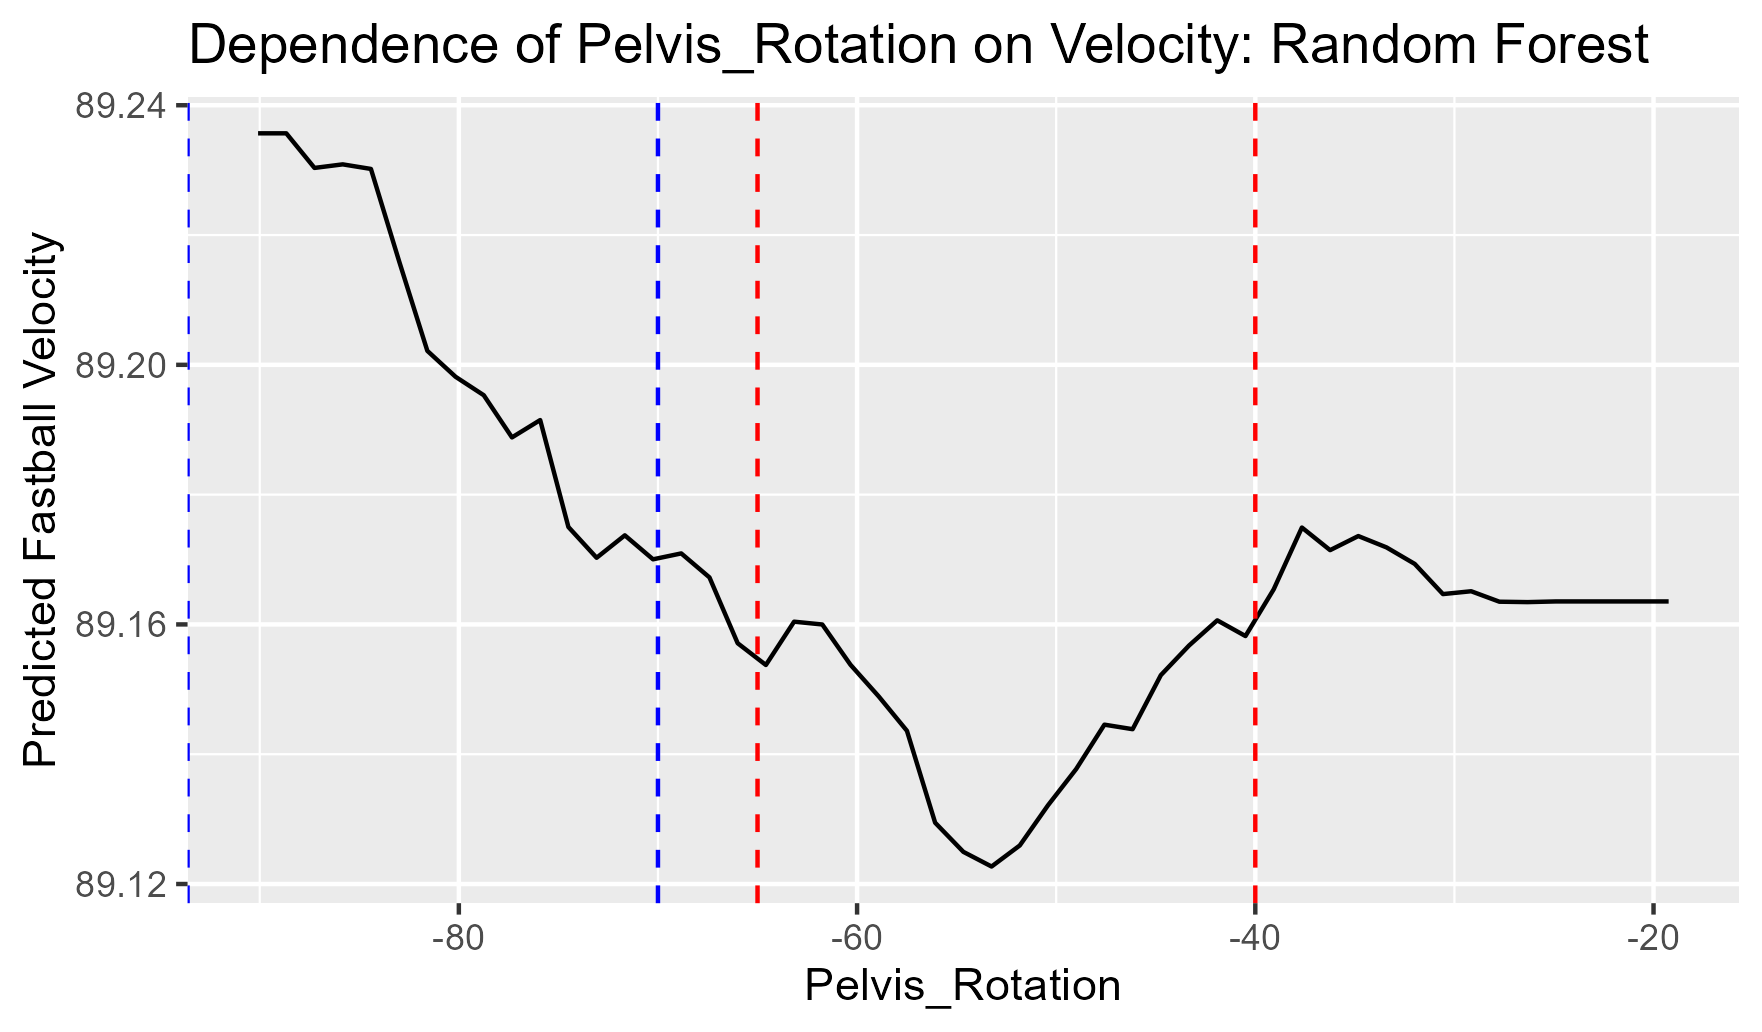 Dependence of Pelvis_Rotation on Velocity: Random Forest
Predicted Fastball Velocity
89.24
89.20
89.16
89.12
-80
-60
-40
-20
Pelvis_Rotation